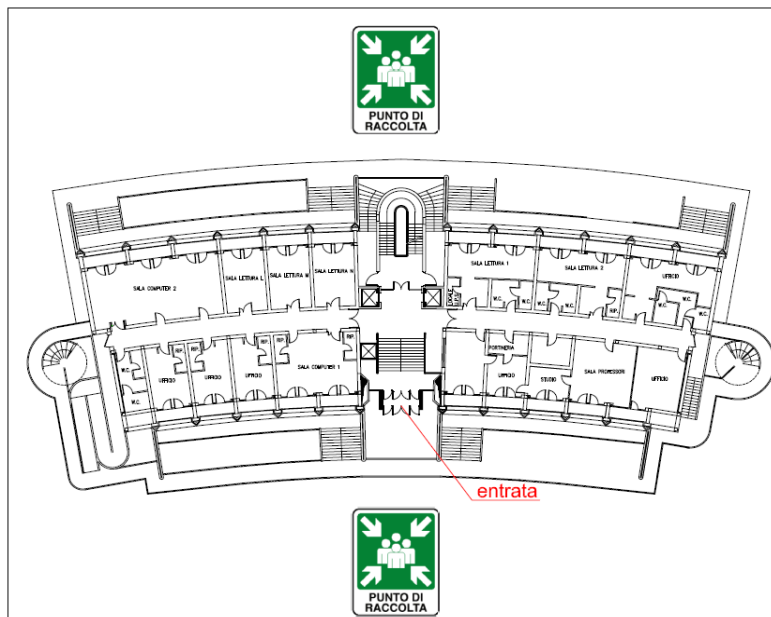 PUNTO DI
RACCOLTA
SALA LETTURA 1
SALA LETTURA 2
UFFICIO
SALA COMPUTER 2
SALA LETTURA L
SALA LETTURA M
SALA LETTURA N
W.C.
W.C.
W.C.
W.C.
RIP.
W.C.
W.C.
W.C.
RIP.
RIP.
RIP.
RIP.
W.C.
UFFICIO
UFFICIO
UFFICIO
SALA COMPUTER 1
W.C.
PORTINERIA
UFFICIO
STUDIO
SALA PROFESSORI
UFFICIO
entrata
PUNTO DI
RACCOLTA